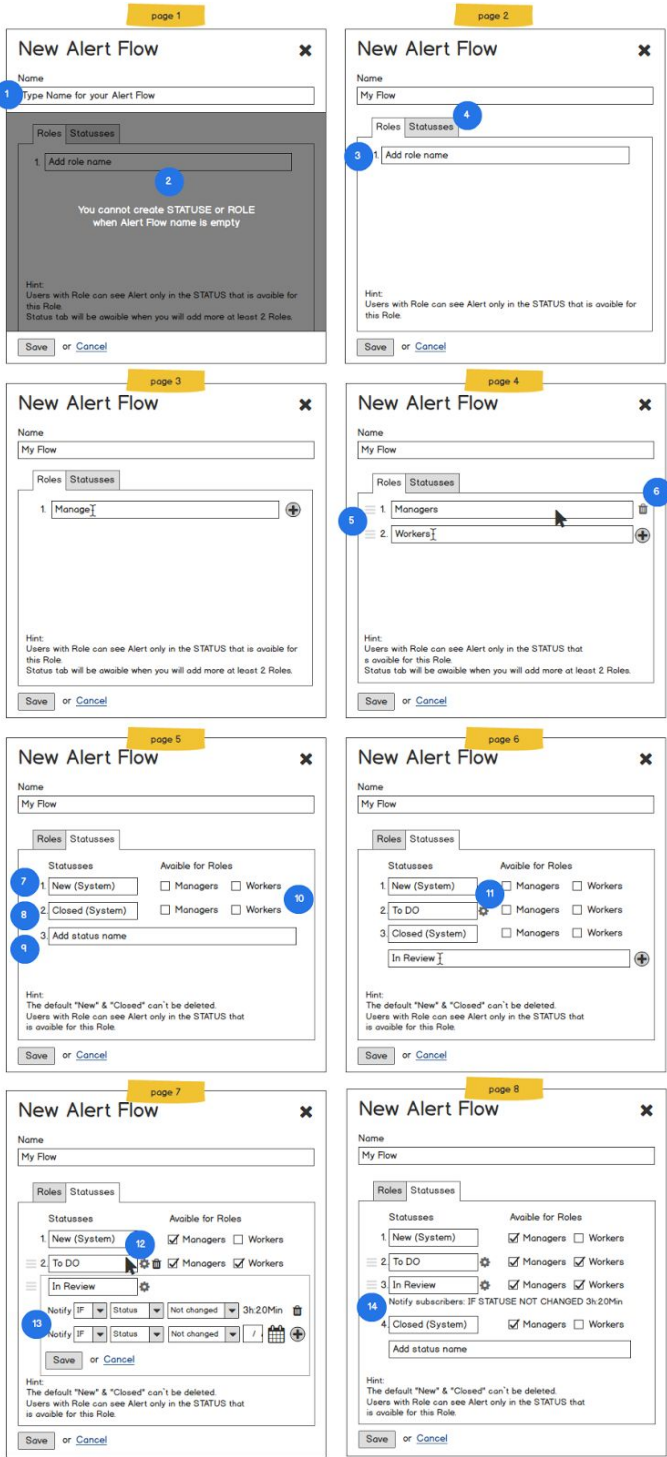 page 1
New Alert Flow
Name
1
Type Name for your Alert Flow
Roles Statusses
1. Add role name
2
You cannot create STATUSE or ROLE
when Alert Flow name is empty
Hint:
Users with Role can see Alert only in the STATUS that is avaible for
this Role.
Status tab will be awaible when you will add more at least 2 Roles.
Save or Cancel
page 2
New Alert Flow
Name
My Flow
4
Roles Statusses
3
1. Add role name
Hint:
Users with Role can see Alert only in the STATUS that is avaible for
this Role.
Save or Cancel
page 3
New Alert Flow
Name
My Flow
Roles Statusses
1. Manage
Hint:
Users with Role can see Alert only in the STATUS that is avaible for
this Role.
Status tab will be awaible when you will add more at least 2 Roles.
Save or Cancel
page 4
New Alert Flow
Name
My Flow
Roles Statusses
6
1. Managers
5
2. Workers
Hint:
Users with Role can see Alert only in the STATUS that
s avaible for this Role.
Status tab will be awaible when you will add more at least 2 Roles.
Save or Cancel
page 5
New Alert Flow
Name
My Flow
Roles Statusses
Statusses Avaible for Roles
7
1. New (System) Managers Workers
10
8
2. Closed (System) Managers Workers
9
3. Add status name
Hint:
The default "New" & "Closed" can`t be deleted.
Users with Role can see Alert only in the STATUS that
is avaible for this Role.
Save or Cancel
page 6
New Alert Flow
Name
My Flow
Roles Statusses
Statusses Avaible for Roles
1. New (System) Managers Workers
11
2. To DO Managers Workers
3. Closed (System) Managers Workers
In Review
Hint:
The default "New" & "Closed" can`t be deleted.
Users with Role can see Alert only in the STATUS that
is avaible for this Role.
Save or Cancel
page 7
New Alert Flow
Name
My Flow
Roles Statusses
Statusses Avaible for Roles
1. New (System) Managers Workers
12
2. To DO Managers Workers
In Review
Notify IF Status Not changed 3h:20Min
13
Notify IF Status Not changed /
Save or Cancel
Hint:
The default "New" & "Closed" can`t be deleted.
Users with Role can see Alert only in the STATUS that
is avaible for this Role.
Save or Cancel
page 8
New Alert Flow
Name
My Flow
Roles Statusses
Statusses Avaible for Roles
1. New (System) Managers Workers
2. To DO Managers Workers
3. In Review Managers Workers
14
Notify subscribers: IF STATUSE NOT CHANGED 3h:20Min
4. Closed (System) Managers Workers
Add status name
Hint:
The default "New" & "Closed" can`t be deleted.
Users with Role can see Alert only in the STATUS that
is avaible for this Role.
Save or Cancel